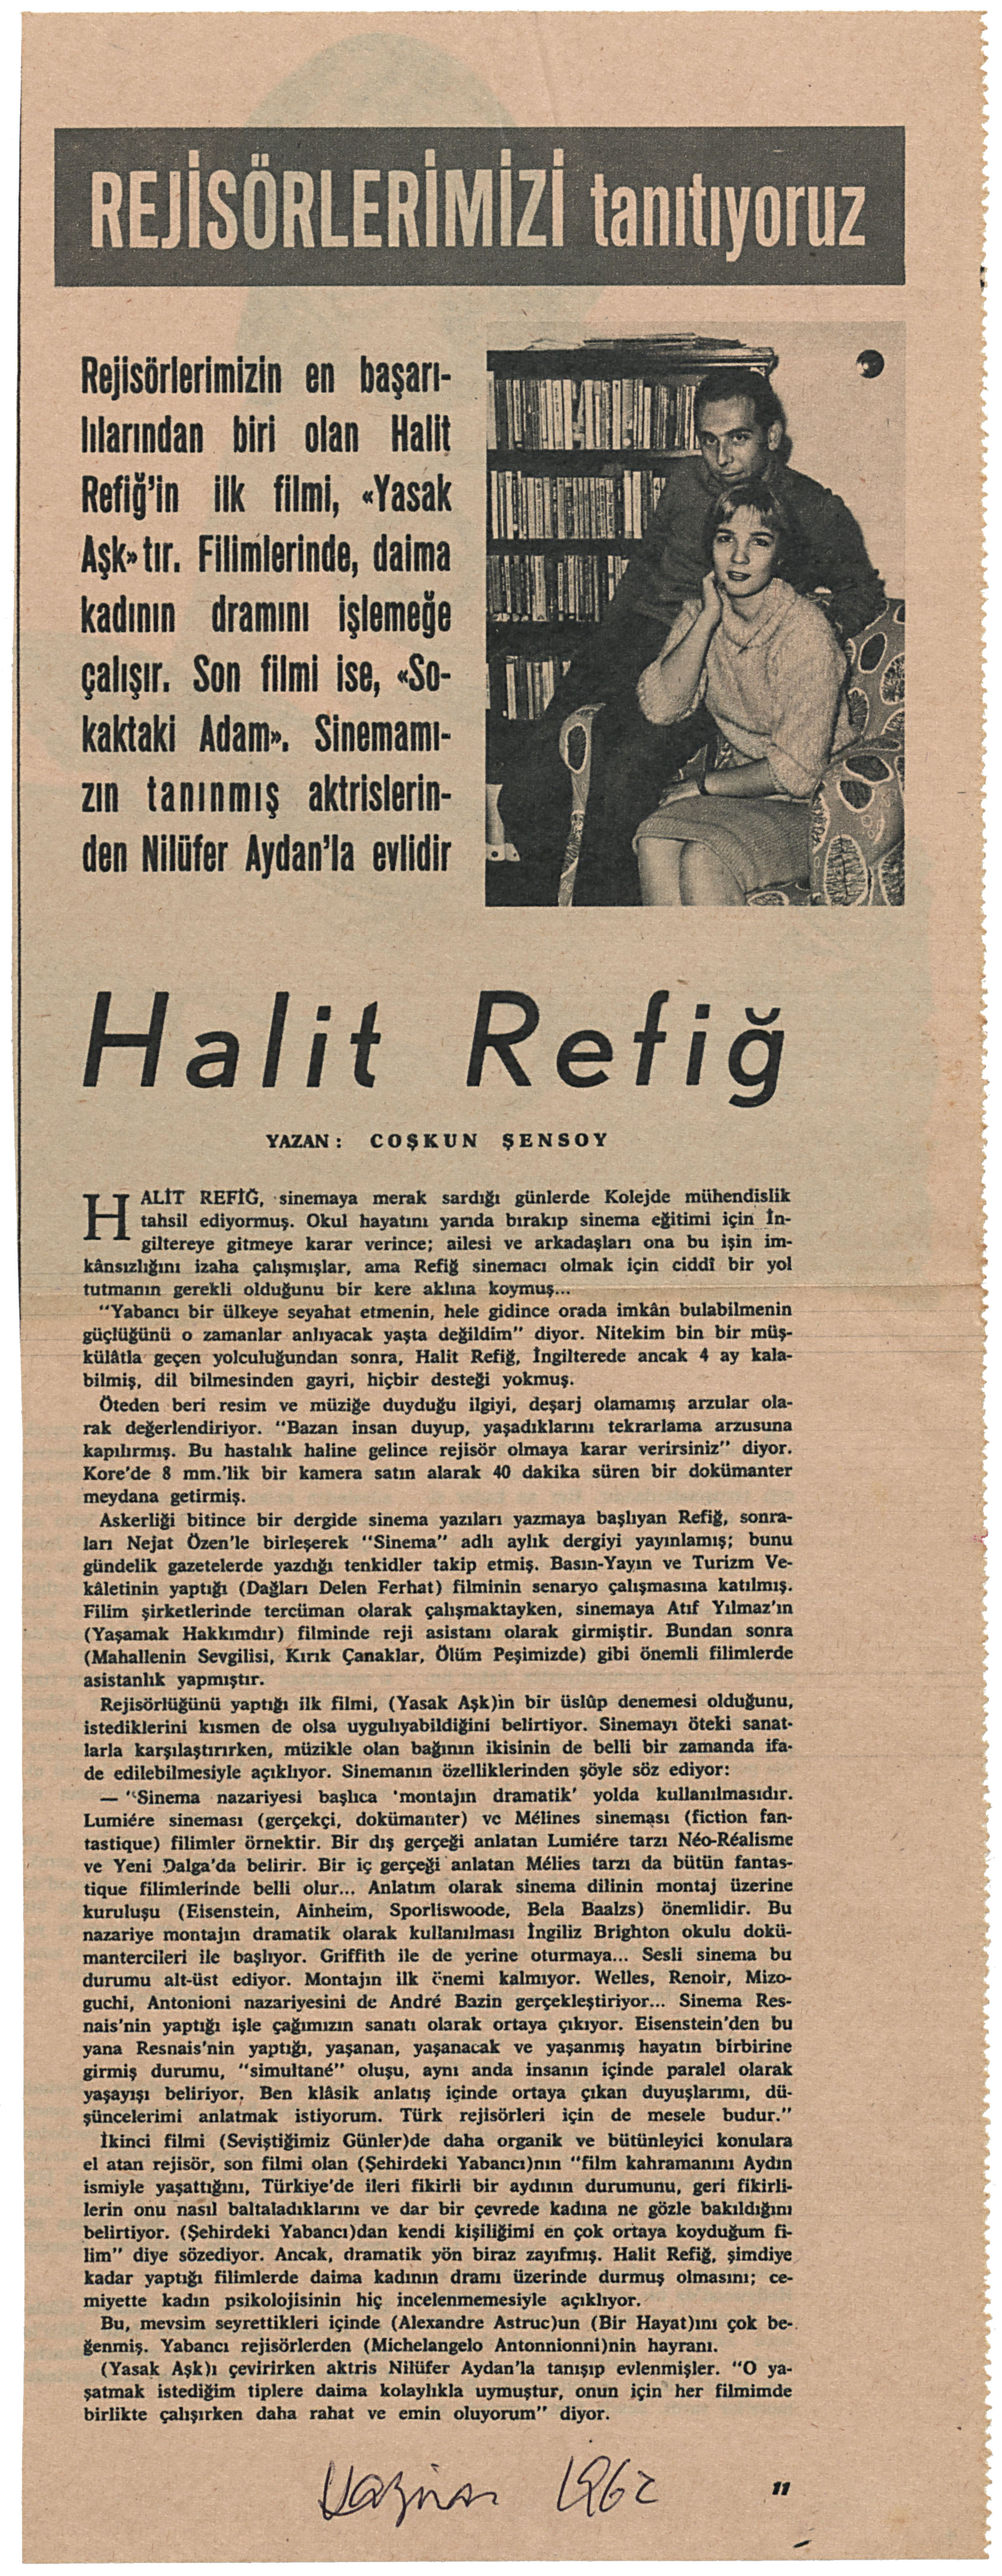 REJİSÖRLERİMİZİ tanıtıyoruz
Rejisörlerimizin en başarı-
lılarından biri olan Halit
Refiğ'in ilk filmi, «Yasak
Aşk»tır. Filimlerinde, daima
kadının dramını işlemeğe
çalışır. Son filmi ise, «So-
kaktaki Adam». Sinemamı-
zın tanınmış aktrislerin-
den Nilüfer Aydan'la evlidir
Halit Refiğ
YAZAN: COŞKUN ŞENSOY
HALİT REFİĞ, sinemaya merak sardığı günlerde Kolejde mühendislik
tahsil ediyormuş. Okul hayatını yarıda bırakıp sinema eğitimi için İn-
giltereye gitmeye karar verince; ailesi ve arkadaşları ona bu işin im-
kânsızlığını izaha çalışmışlar, ama Refiğ sinemacı olmak için ciddî bir yol
tutmanın gerekli olduğunu bir kere aklına koymuş...
"Yabancı bir ülkeye seyahat etmenin, hele gidince orada imkân bulabilmenin
güçlüğünü o zamanlar anlıyacak yaşta değildim" diyor. Nitekim bin bir müş-
külâtla geçen yolculuğundan sonra, Halit Refiğ, İngilterede ancak 4 ay kala-
bilmiş, dil bilmesinden gayri, hiçbir desteği yokmuş.
Öteden beri resim ve müziğe duyduğu ilgiyi, deşarj olamamış arzular ola-
rak değerlendiriyor. "Bazan insan duyup, yaşadıklarını tekrarlama arzusuna
kapılırmış. Bu hastalık haline gelince rejisör olmaya karar verirsiniz" diyor.
Kore'de 8 mm.'lik bir kamera satın alarak 40 dakika süren bir dokümanter
meydana getirmiş.
Askerliği bitince bir dergide sinema yazıları yazmaya başlıyan Refiğ, sonra-
ları Nejat Özen'le birleşerek "Sinema" adlı aylık dergiyi yayınlamış; bunu
gündelik gazetelerde yazdığı tenkidler takip etmiş. Basın-Yayın ve Turizm Ve-
kâletinin yaptığı (Dağları Delen Ferhat) filminin senaryo çalışmasına katılmış.
Filim şirketlerinde tercüman olarak çalışmaktayken, sinemaya Atıf Yılmaz'ın
(Yaşamak Hakkımdır) filminde reji asistanı olarak girmiştir. Bundan sonra
(Mahallenin Sevgilisi, Kırık Çanaklar, Ölüm Peşimizde) gibi önemli filimlerde
asistanlık yapmıştır.
Rejisörlüğünü yaptığı ilk filmi, (Yasak Aşk)in bir üslûp denemesi olduğunu,
istediklerini kısmen de olsa uygulıyabildiğini belirtiyor. Sinemayı öteki sanat-
larla karşılaştırırken, müzikle olan bağının ikisinin de belli bir zamanda ifa-
de edilebilmesiyle açıklıyor. Sinemanın özelliklerinden şöyle söz ediyor:
— "Sinema nazariyesi başlıca 'montajın dramatik' yolda kullanılmasıdır.
Lumiére sineması (gerçekçi, dokümanter) ve Mélines sineması (fiction fan-
tastique) filimler örnektir. Bir dış gerçeği anlatan Lumiére tarzı Néo-Réalisme
ve Yeni Dalga'da belirir. Bir iç gerçeği anlatan Mélies tarzı da bütün fantas-
tique filimlerinde belli olur... Anlatım olarak sinema dilinin montaj üzerine
kuruluşu (Eisenstein, Ainheim, Sporliswoode, Bela Baalzs) önemlidir. Bu
nazariye montajın dramatik olarak kullanılması İngiliz Brighton okulu dokü-
mantercileri ile başlıyor. Griffith ile de yerine oturmaya... Sesli sinema bu
durumu alt-üst ediyor. Montajın ilk önemi kalmıyor. Welles, Renoir, Mizo-
guchi, Antonioni nazariyesini de André Bazin gerçekleştiriyor... Sinema Res-
nais'nin yaptığı işle çağımızın sanatı olarak ortaya çıkıyor. Eisenstein'den bu
yana Resnais'nin yaptığı, yaşanan, yaşanacak ve yaşanmış hayatın birbirine
girmiş durumu, "simultané" oluşu, aynı anda insanın içinde paralel olarak
yaşayışı beliriyor. Ben klâsik anlatış içinde ortaya çıkan duyuşlarımı, dü-
şüncelerimi anlatmak istiyorum. Türk rejisörleri için de mesele budur."
İkinci filmi (Seviştiğimiz Günler)de daha organik ve bütünleyici konulara
el atan rejisör, son filmi olan (Şehirdeki Yabancı)nın "film kahramanını Aydın
ismiyle yaşattığını, Türkiye'de ileri fikirli bir aydının durumunu, geri fikirli-
lerin onu nasıl baltaladıklarını ve dar bir çevrede kadına ne gözle bakıldığını
belirtiyor. (Şehirdeki Yabancı)dan kendi kişiliğimi en çok ortaya koyduğum fi-
lim" diye sözediyor. Ancak, dramatik yön biraz zayıfmış. Halit Refiğ, şimdiye
kadar yaptığı filimlerde daima kadının dramı üzerinde durmuş olmasını; ce-
miyette kadın psikolojisinin hiç incelenmemesiyle açıklıyor.
Bu, mevsim seyrettikleri içinde (Alexandre Astruc)un (Bir Hayat)ını çok be-
ğenmiş. Yabancı rejisörlerden (Michelangelo Antonnionni)nin hayranı.
(Yasak Aşk)ı çevirirken aktris Nilüfer Aydan'la tanışıp evlenmişler. "O ya-
şatmak istediğim tiplere daima kolaylıkla uymuştur, onun için her filmimde
birlikte çalışırken daha rahat ve emin oluyorum" diyor.
Haziran 1962
11